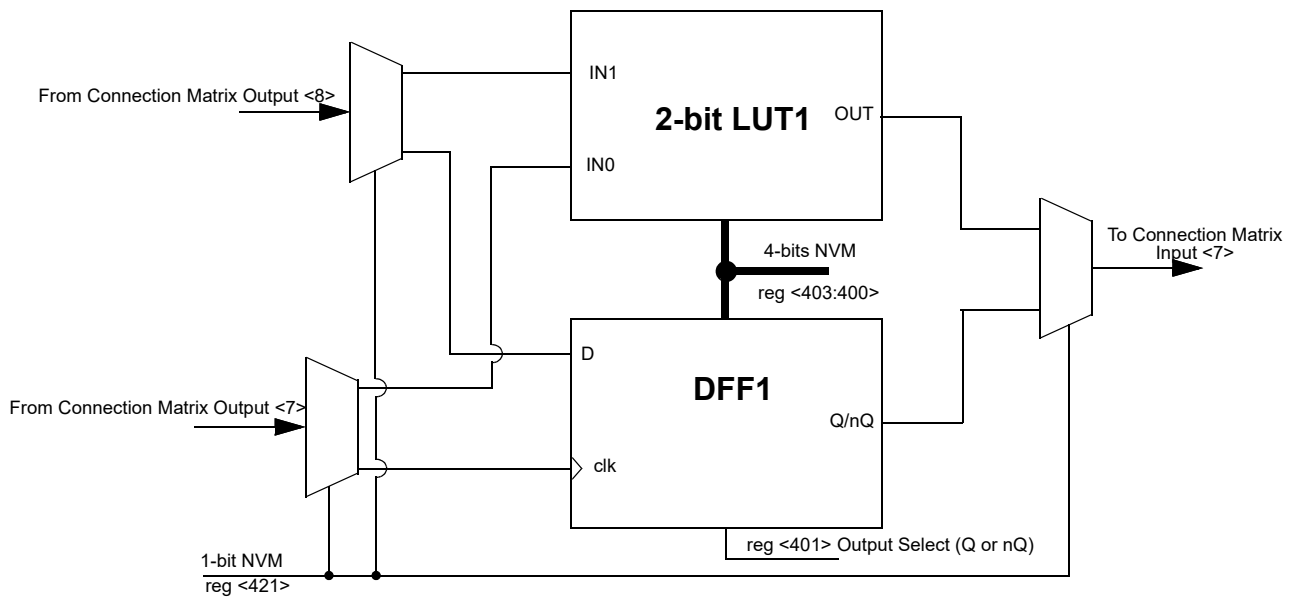 From Connection Matrix Output <8>
IN1
2-bit LUT1
OUT
IN0
To Connection Matrix
Input <7>
4-bits NVM
reg <403:400>
D
DFF1
From Connection Matrix Output <7>
Q/nQ
clk
reg <401> Output Select (Q or nQ)
1-bit NVM
reg <421>